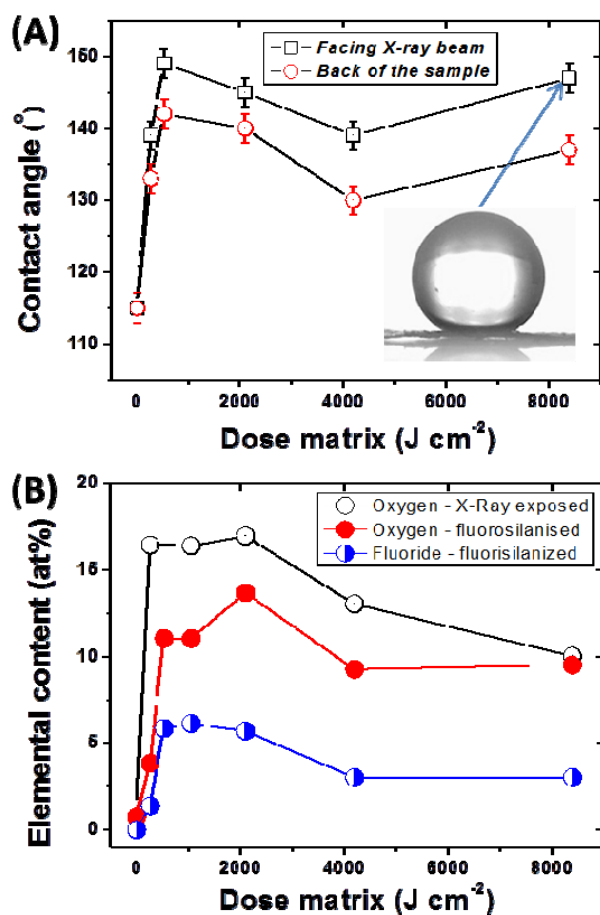 (A)
160
150
140
130
120
110
Contact angle (°)
Facing X-ray beam
Back of the sample
0
2000
4000
6000
8000
Dose matrix (J cm-2)
(B)
20
15
10
5
0
Elemental content (at%)
Oxygen - X-Ray exposed
Oxygen - fluorosilanised
Fluoride - fluorisilanized
0
2000
4000
6000
8000
Dose matrix (J cm-2)